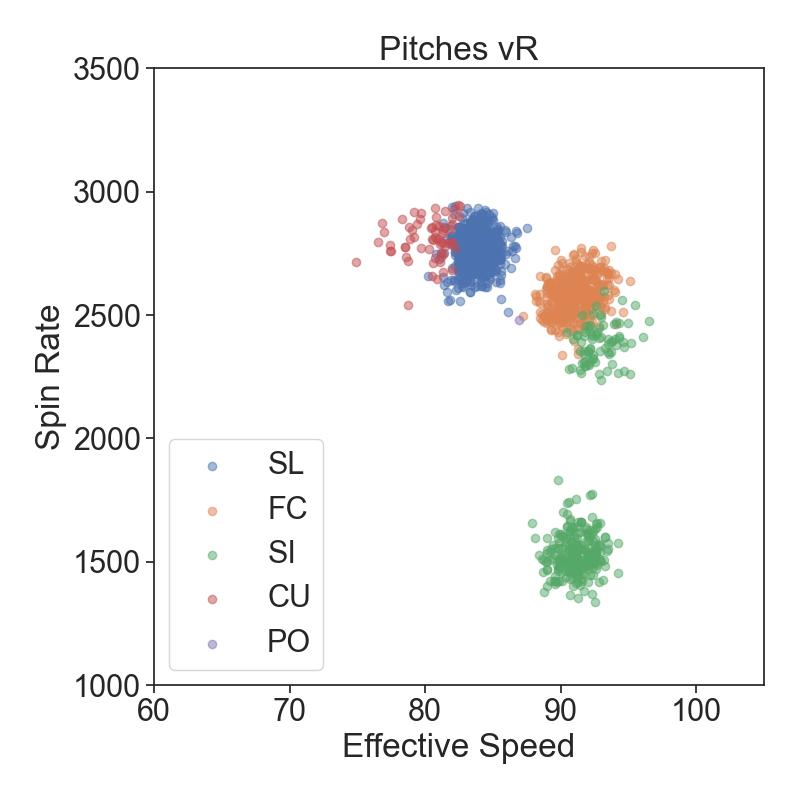 Pitches vR
3500
3000
2500
2000
1500
1000
Spin Rate
SL
FC
SI
CU
PO
60 70 80 90 100
Effective Speed